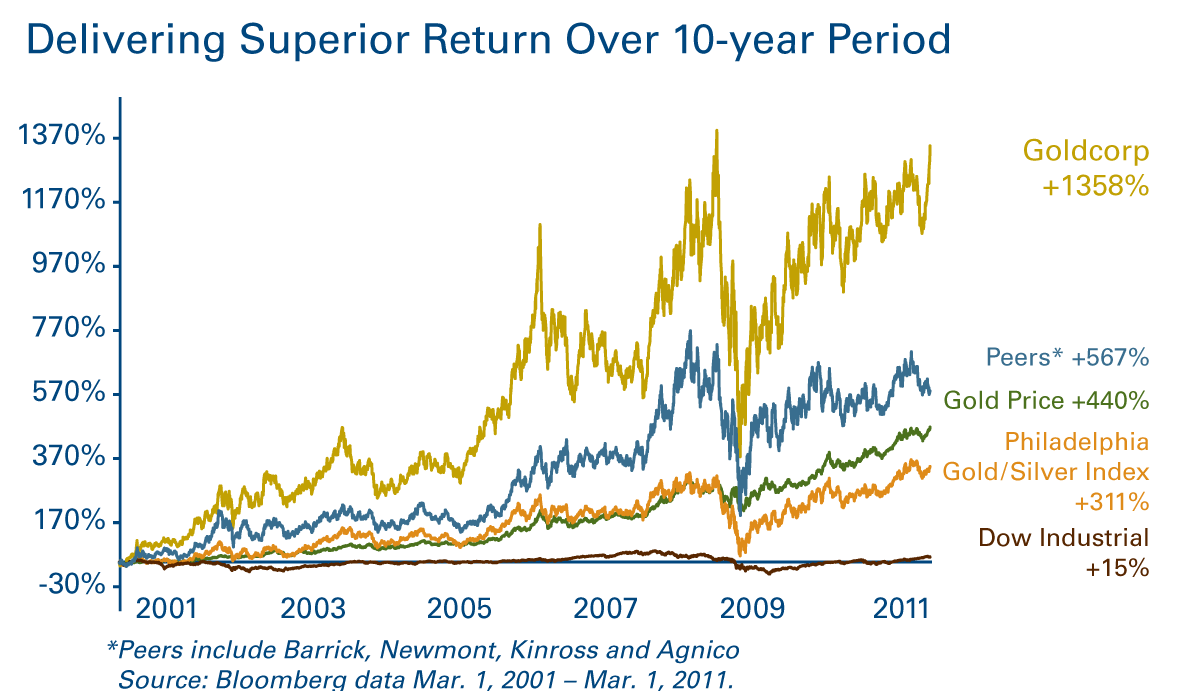 Delivering Superior Return Over 10-year Period
1370%
1170%
970%
770%
570%
370%
170%
-30%
2001 2003 2005 2007 2009 2011
Goldcorp
+1358%
Peers* +567%
Gold Price +440%
Philadelphia
Gold/Silver Index
+311%
Dow Industrial
+15%
*Peers include Barrick, Newmont, Kinross and Agnico
Source: Bloomberg data Mar. 1, 2001 – Mar. 1, 2011.